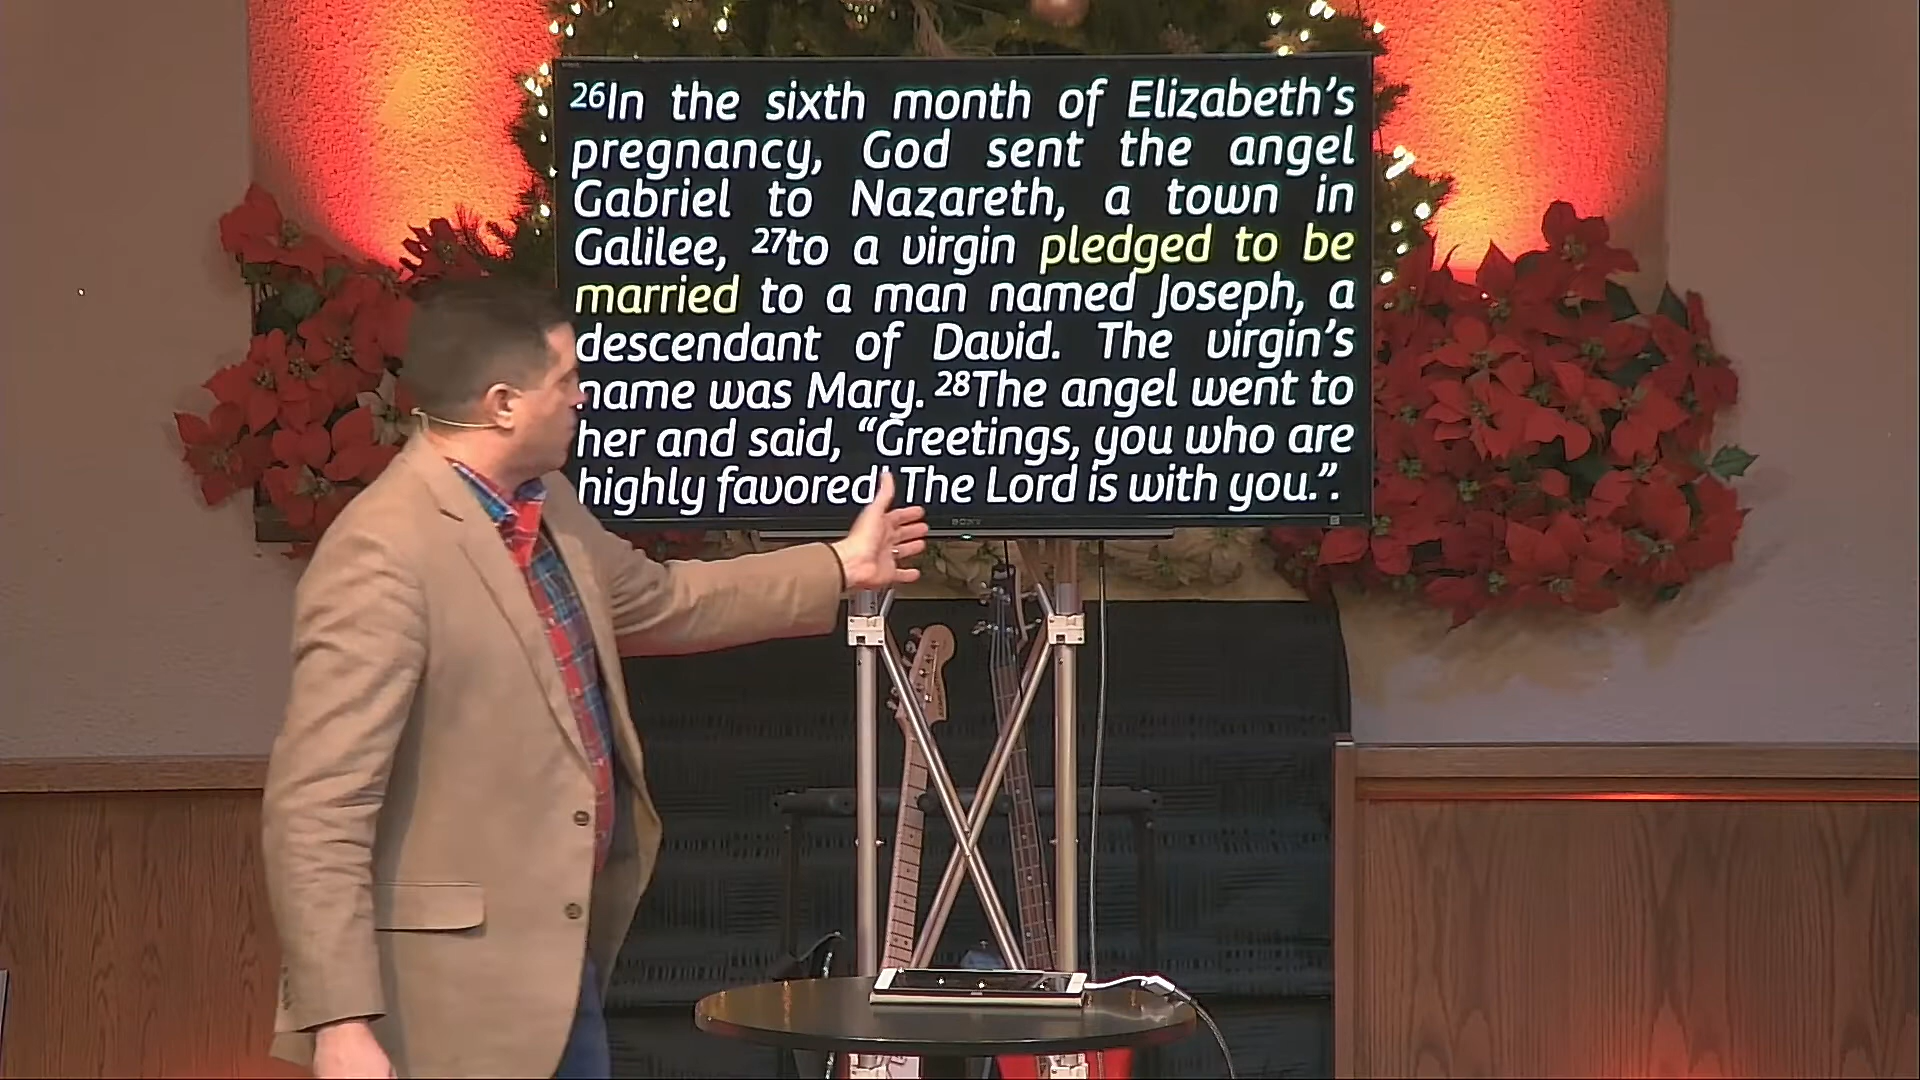 26In the sixth month of Elizabeth's
pregnancy, God sent the angel
Gabriel to Nazareth, a town in
Galilee, 27to a virgin pledged to be
married to a man named Joseph, a
descendant of David. The virgin's
name was Mary. 28The angel went to
her and said, “Greetings, you who are
highly favored! The Lord is with you.”.
SONY